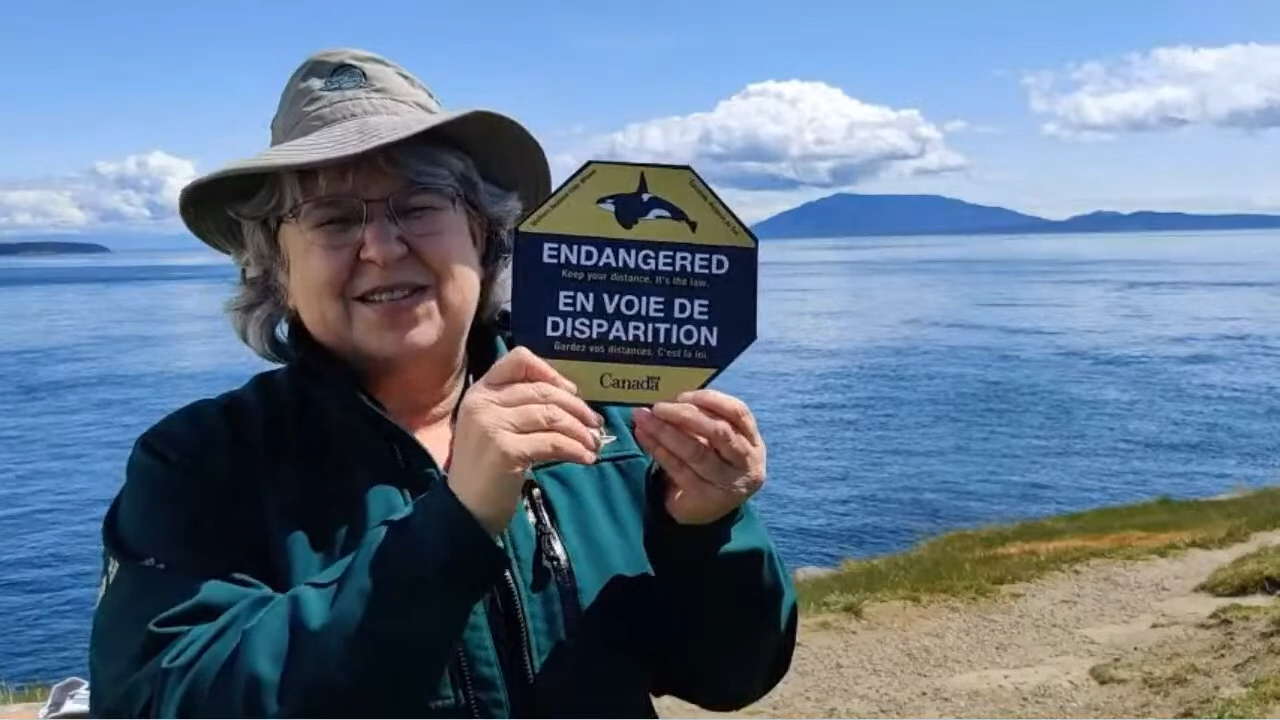 ENDANGERED
Keep your distance. It's the law.
EN VOIE DE
DISPARITION
Gardez vos distances. C'est la loi.
Canada